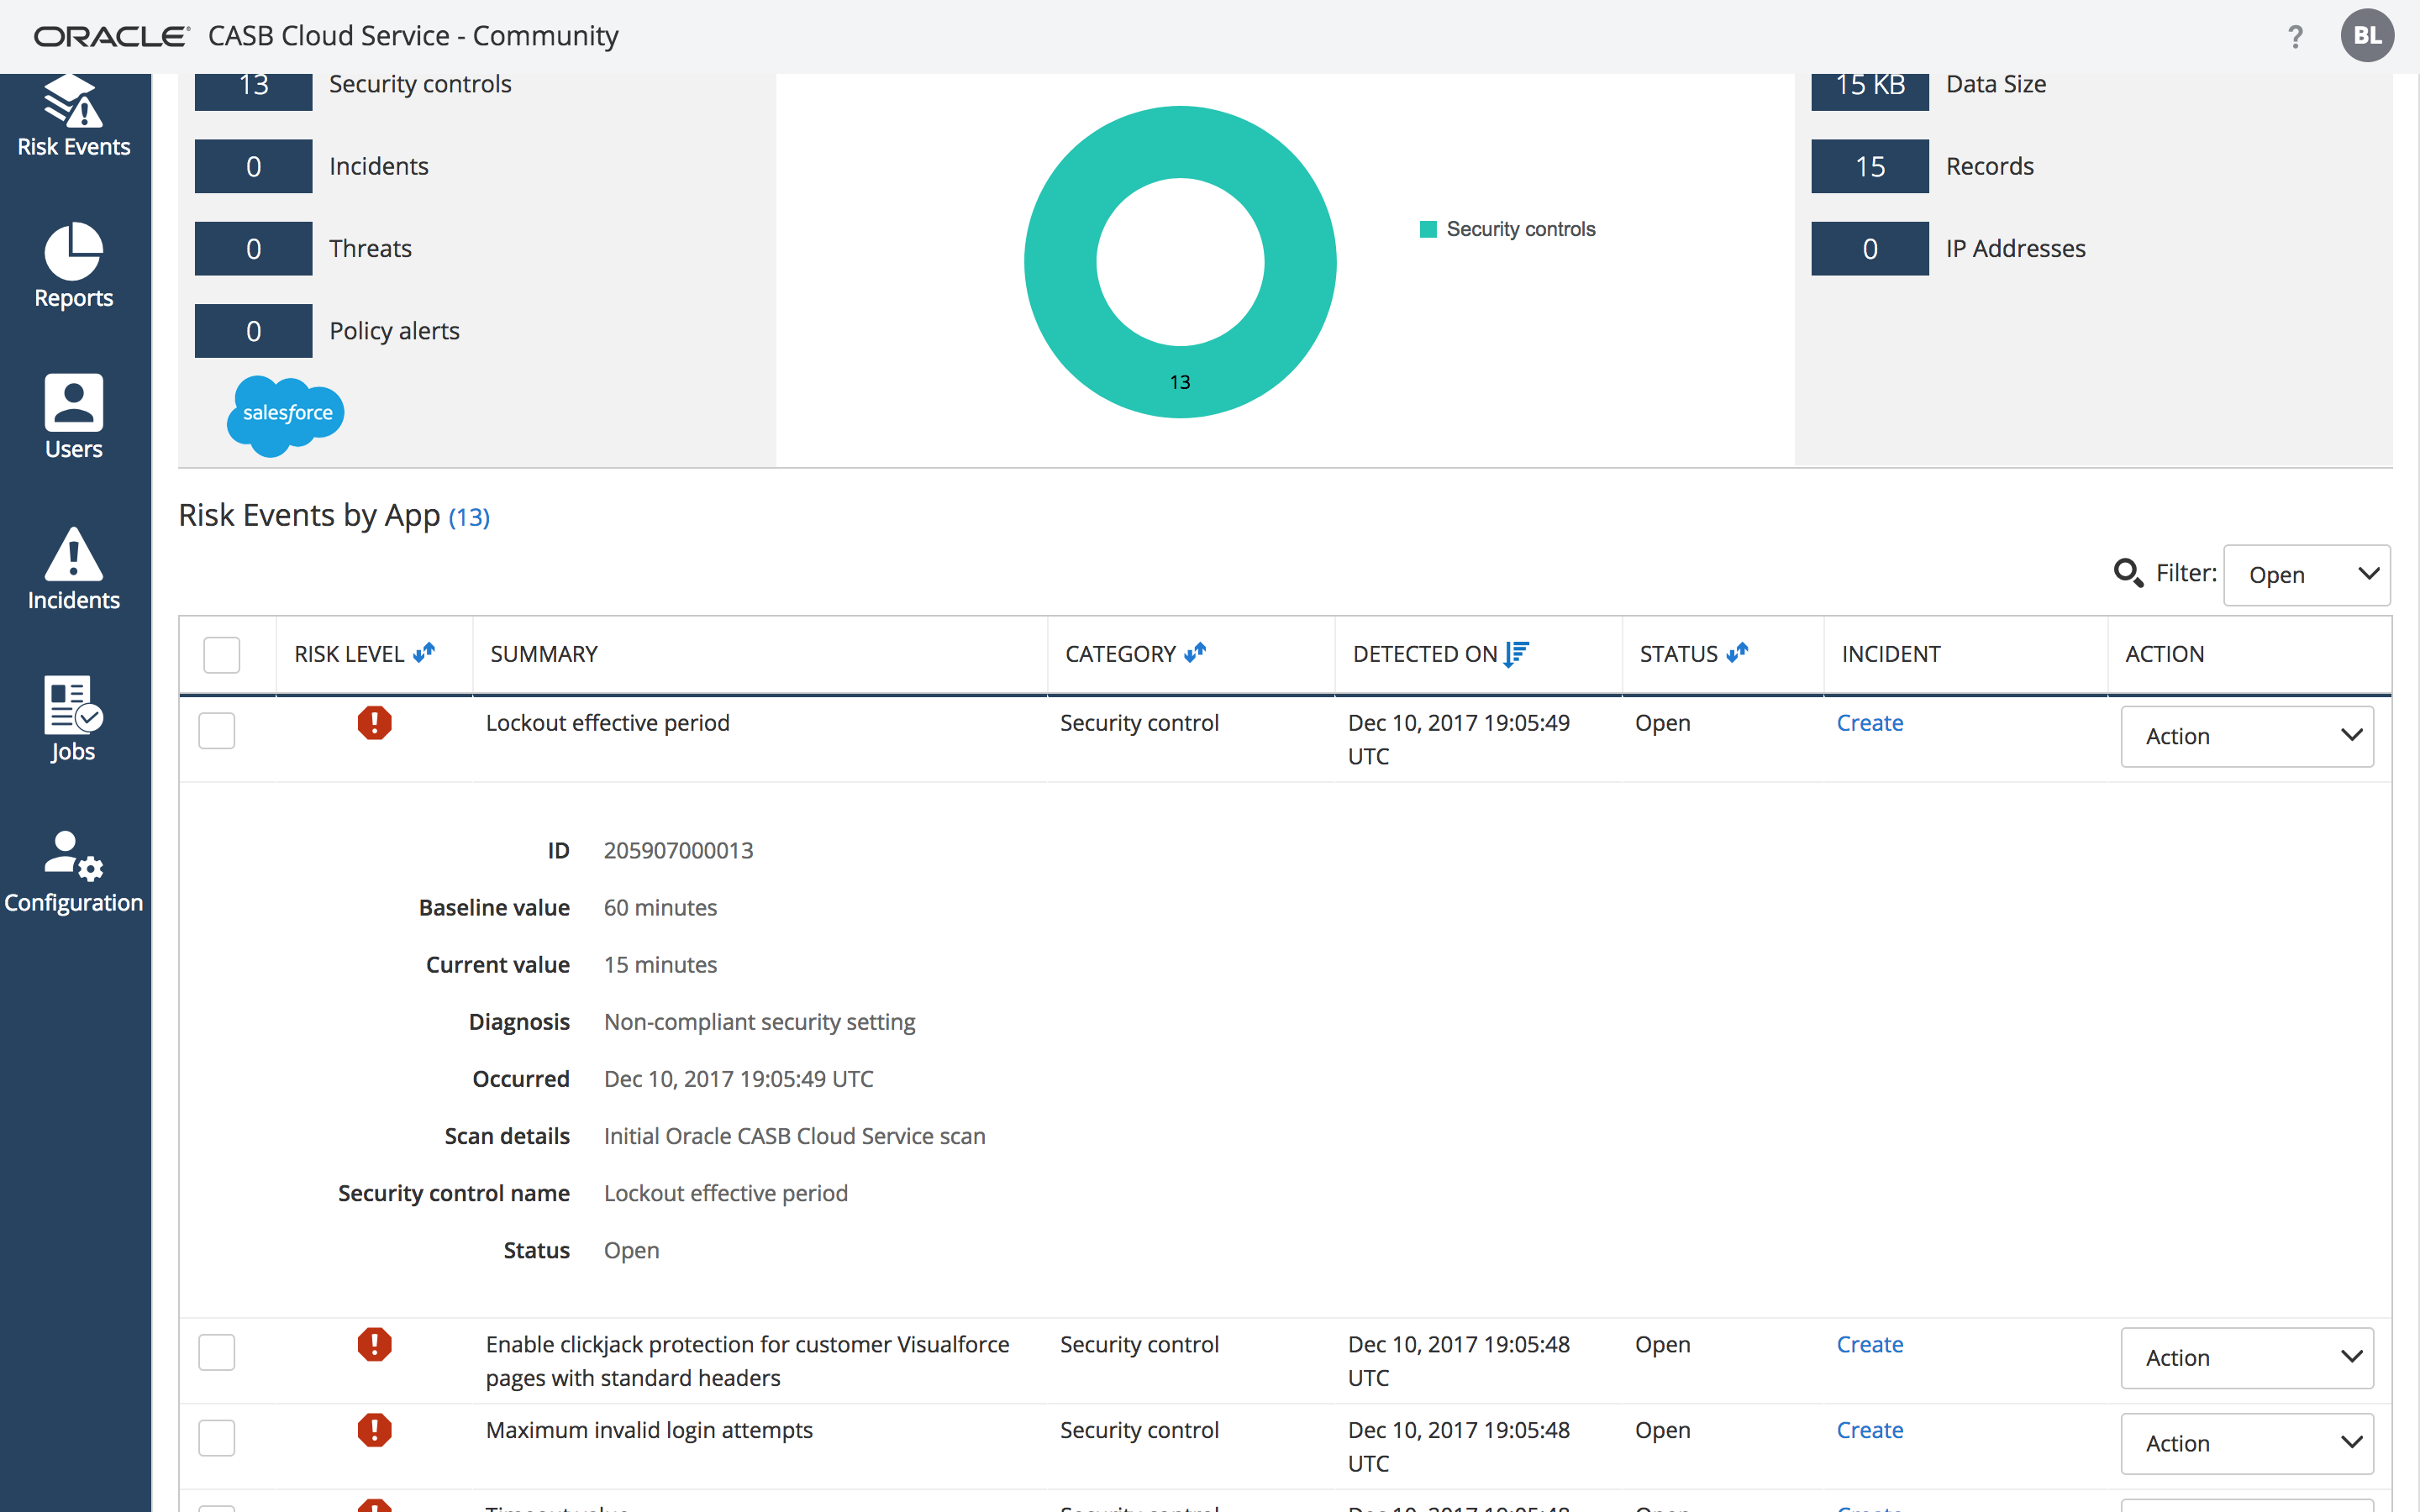 ORACLE® CASB Cloud Service - Community
? BL
13 Security controls
0 Incidents
0 Threats
0 Policy alerts
salesforce
13
Security controls
15 KB Data Size
15 Records
0 IP Addresses
Risk Events
Reports
Users
Incidents
Jobs
Configuration
Risk Events by App (13)
Filter: Open
RISK LEVEL SUMMARY CATEGORY DETECTED ON STATUS INCIDENT ACTION
Lockout effective period Security control Dec 10, 2017 19:05:49 Open Create Action
UTC
ID 205907000013
Baseline value 60 minutes
Current value 15 minutes
Diagnosis Non-compliant security setting
Occurred Dec 10, 2017 19:05:49 UTC
Scan details Initial Oracle CASB Cloud Service scan
Security control name Lockout effective period
Status Open
Enable clickjack protection for customer Visualforce Security control Dec 10, 2017 19:05:48 Open Create Action
pages with standard headers UTC
Maximum invalid login attempts Security control Dec 10, 2017 19:05:48 Open Create Action
UTC